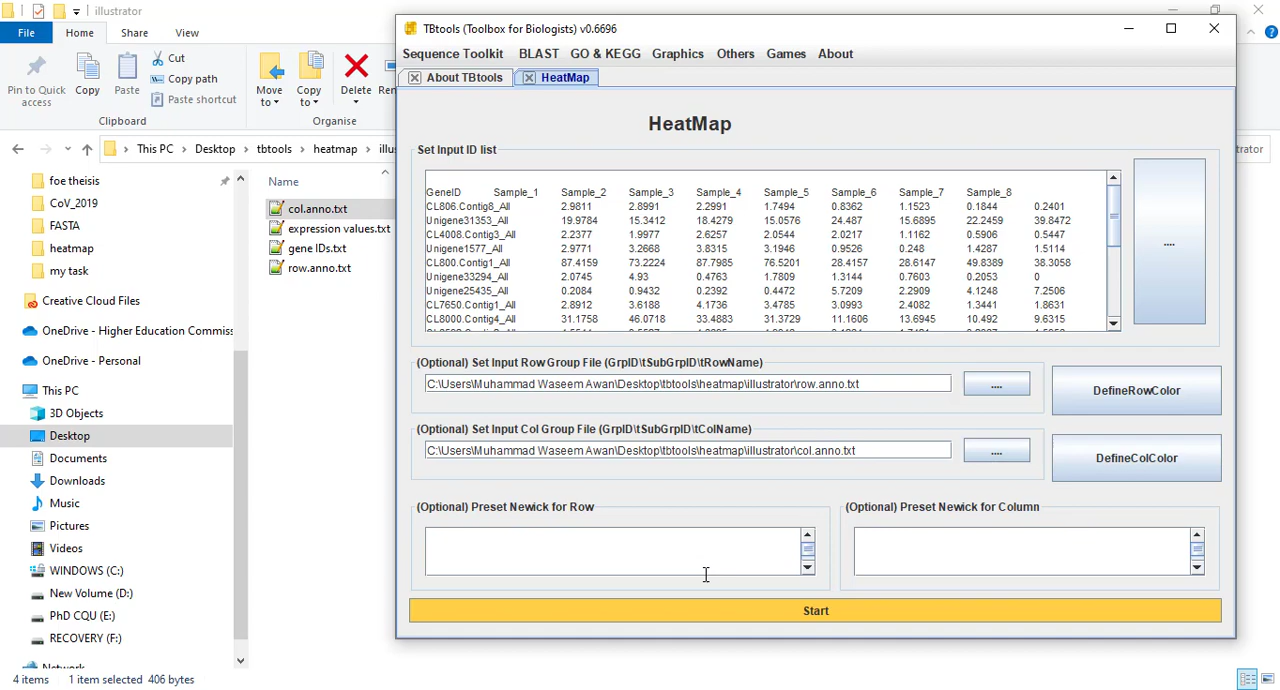 illustrator
File
Home
Share
View
Pin to Quick access
Copy
Paste
Cut
Copy path
Paste shortcut
Move to
Copy to
Delete
Clipboard
Organise
This PC
Desktop
tbtools
heatmap
foe theisis
CoV_2019
FASTA
heatmap
my task
Creative Cloud Files
OneDrive - Higher Education Commiss
OneDrive - Personal
This PC
3D Objects
Desktop
Documents
Downloads
Music
Pictures
Videos
WINDOWS (C:)
New Volume (D:)
PhD CQU (E:)
RECOVERY (F:)
Network
Name
col.anno.txt
expression values.txt
gene IDs.txt
row.anno.txt
4 items 1 item selected 406 bytes
TBtools (Toolbox for Biologists) v0.6696
Sequence Toolkit BLAST GO & KEGG Graphics Others Games About
About TBtools
HeatMap
HeatMap
Set Input ID list
GeneID Sample_1 Sample_2 Sample_3 Sample_4 Sample_5 Sample_6 Sample_7 Sample_8
CL806.Contig8_All 2.9811 2.8991 2.2991 1.7494 0.8362 1.1523 0.1844 0.2401
Unigene31353_All 19.9784 15.3412 18.4279 15.0576 24.487 15.6895 22.2459 39.8472
CL4008.Contig3_All 2.2377 1.9977 2.6257 2.0544 2.0217 1.1162 0.5906 0.5447
Unigene1577_All 2.9771 3.2668 3.8315 3.1946 0.9526 0.248 1.4287 1.5114
CL800.Contig1_All 87.4159 73.2224 87.7985 76.5201 28.4157 28.6147 49.8389 38.3058
Unigene33294_All 2.0745 4.93 0.4763 1.7809 1.3144 0.7603 0.2053 0
Unigene25435_All 0.2084 0.9432 0.2392 0.4472 5.7209 2.2909 4.1248 7.2506
CL7650.Contig1_All 2.8912 3.6188 4.1736 3.4785 3.0993 2.4082 1.3441 1.8631
CL8000.Contig4_All 31.1758 46.0718 33.4883 31.3729 11.1606 13.6945 10.492 9.6315
....
(Optional) Set Input Row Group File (GrpID\tSubGrpID\tRowName)
C:\Users\Muhammad Waseem Awan\Desktop\tbtools\heatmap\illustrator\row.anno.txt
....
DefineRowColor
(Optional) Set Input Col Group File (GrpID\tSubGrpID\tColName)
C:\Users\Muhammad Waseem Awan\Desktop\tbtools\heatmap\illustrator\col.anno.txt
....
DefineColColor
(Optional) Preset Newick for Row
(Optional) Preset Newick for Column
Start